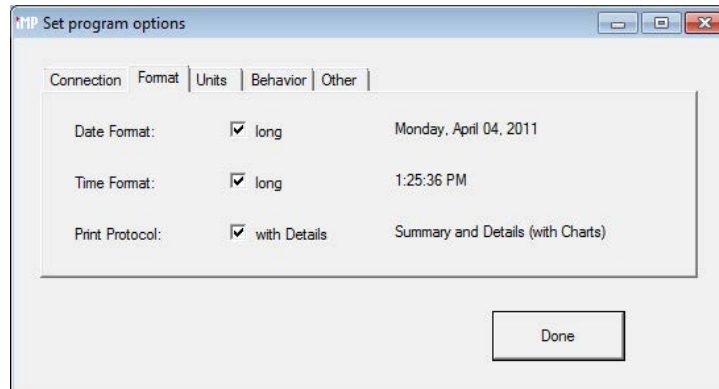 IMP Set program options
Connection Format Units Behavior Other
Date Format: long Monday, April 04, 2011
Time Format: long 1:25:36 PM
Print Protocol: with Details Summary and Details (with Charts)
Done